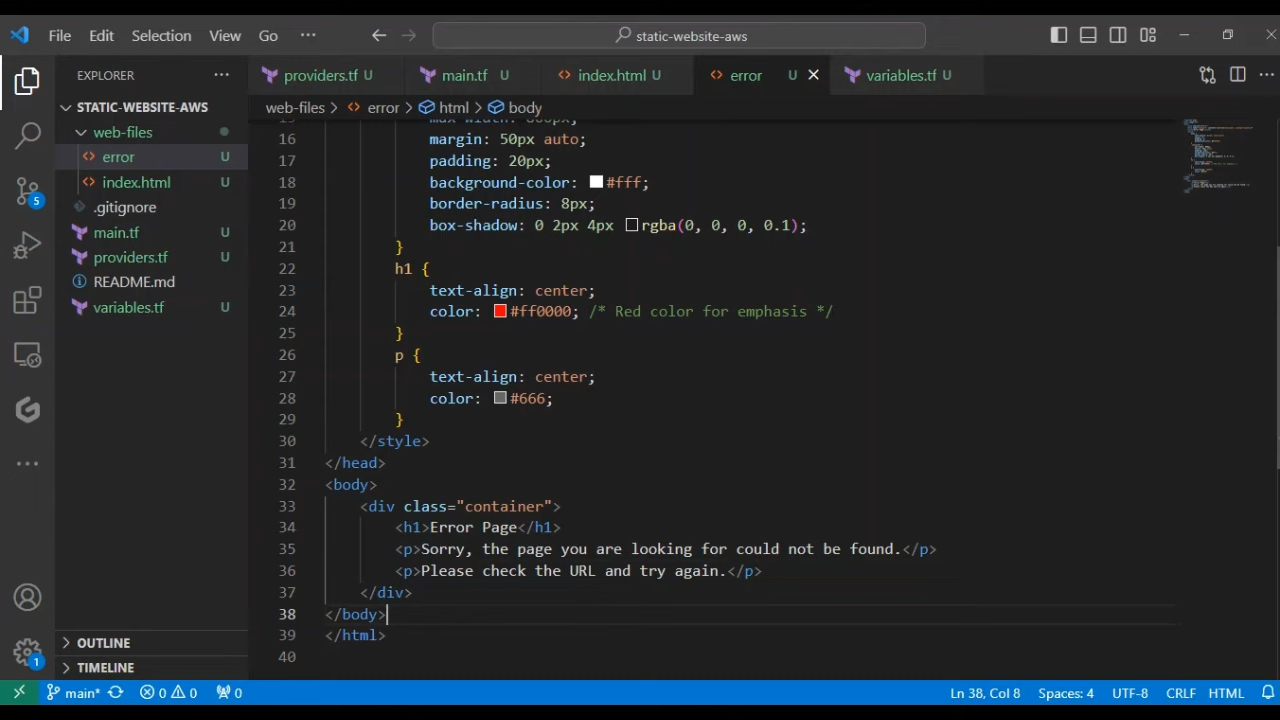 File Edit Selection View Go ··· static-website-aws
EXPLORER ···
providers.tf U main.tf U index.html U error U variables.tf U ···
STATIC-WEBSITE-AWS
web-files > error > html > body
web-files
error U
index.html U
.gitignore
main.tf U
providers.tf U
README.md
variables.tf U
5
16 margin: 50px auto;
17 padding: 20px;
18 background-color: #fff;
19 border-radius: 8px;
20 box-shadow: 0 2px 4px rgba(0, 0, 0, 0.1);
21 }
22 h1 {
23 text-align: center;
24 color: #ff0000; /* Red color for emphasis */
25 }
26 p {
27 text-align: center;
28 color: #666;
29 }
30 </style>
31 </head>
32 <body>
33 <div class="container">
34 <h1>Error Page</h1>
35 <p>Sorry, the page you are looking for could not be found.</p>
36 <p>Please check the URL and try again.</p>
37 </div>
38 </body>
39 </html>
40
OUTLINE
TIMELINE
1
main* 0 0 0 Ln 38, Col 8 Spaces: 4 UTF-8 CRLF HTML